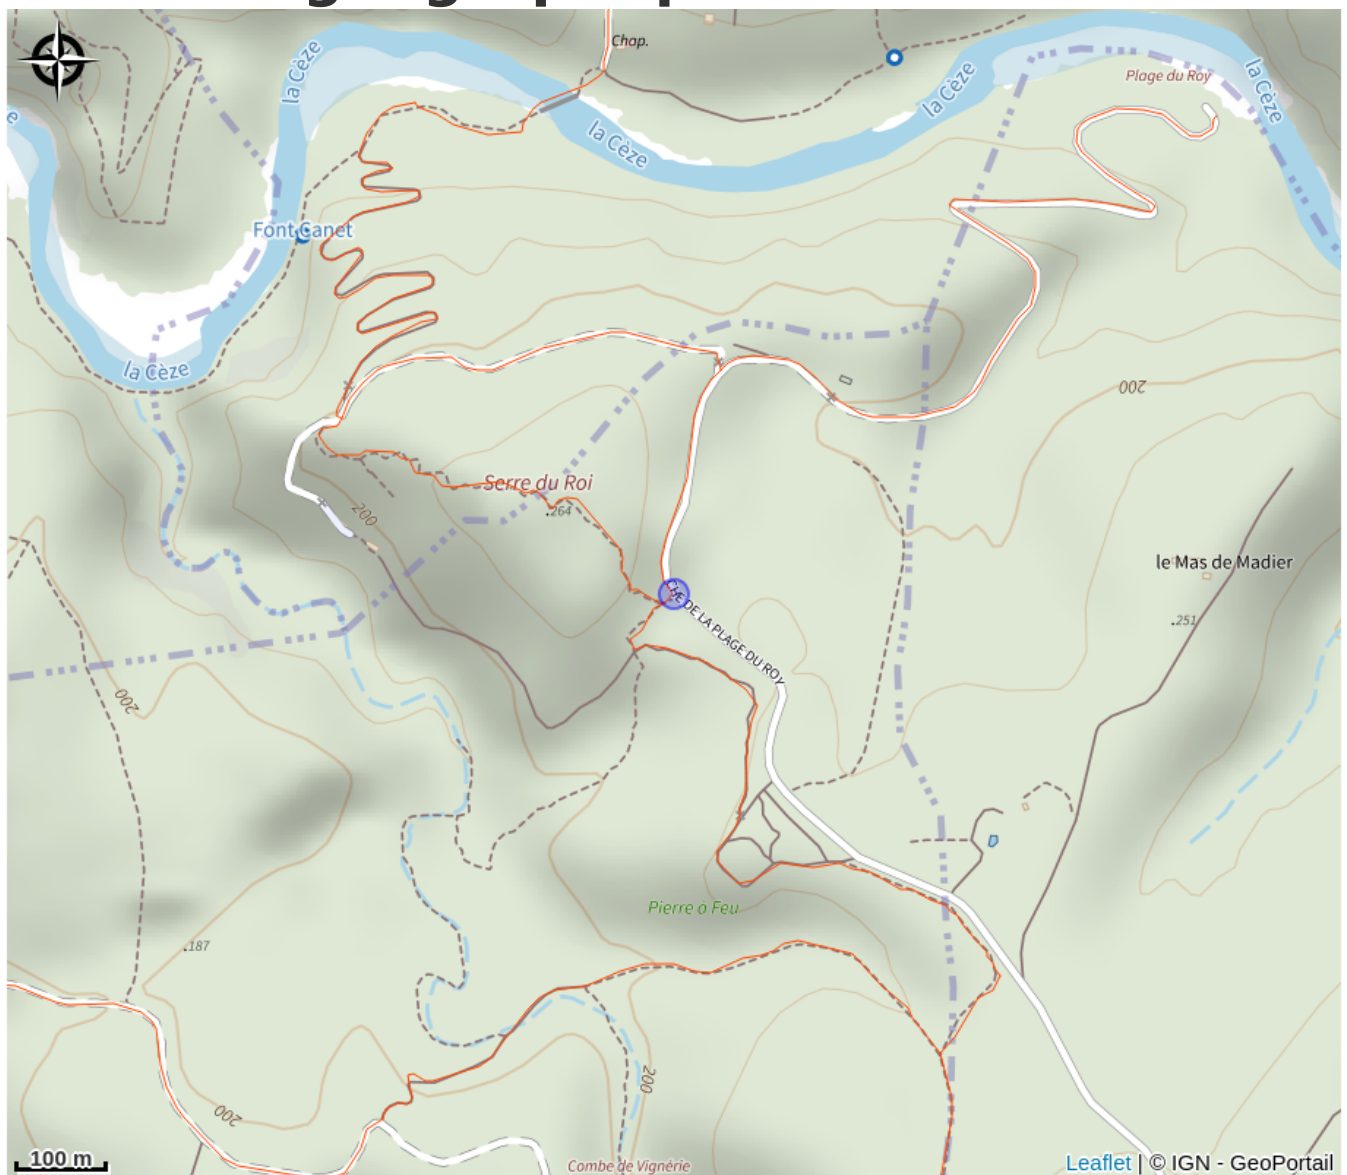 Chap.
Plage du Roy
la Cèze
la Cèze
la Cèze
la Cèze
Font Canet
la Cèze
200
Serre du Roi
.264
200
le Mas de Madier
CHE DE LA PLAGE DU ROY
.251
200
Pierre a Feu
.187
200
200
100 m
Combe de Vignérie
Leaflet | © IGN - GeoPortail